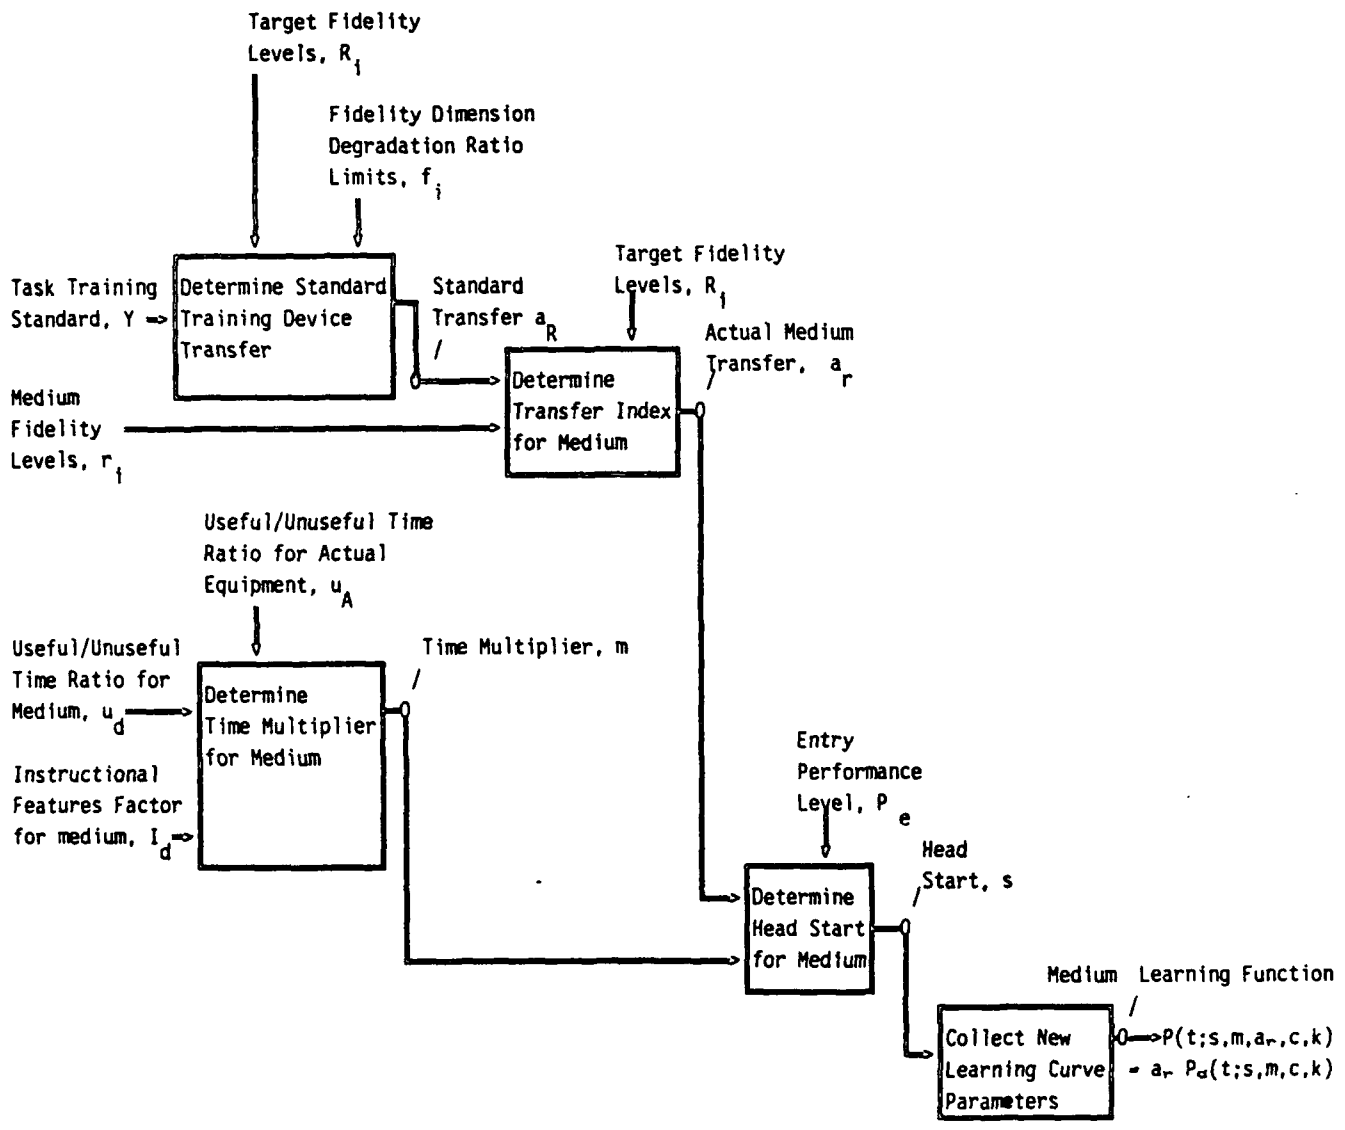 Target Fidelity
Levels, R_i
Fidelity Dimension
Degradation Ratio
Limits, f_i
Task Training
Standard, Y
Determine Standard
Training Device
Transfer
Standard
Transfer a_R
Target Fidelity
Levels, R_i
Actual Medium
Transfer, a_r
Medium
Fidelity
Levels, r_i
Determine
Transfer Index
for Medium
Useful/Unuseful Time
Ratio for Actual
Equipment, u_A
Useful/Unuseful
Time Ratio for
Medium, u_d
Instructional
Features Factor
for medium, I_d
Determine
Time Multiplier
for Medium
Time Multiplier, m
Entry
Performance
Level, P_e
Determine
Head Start
for Medium
Head
Start, s
Collect New
Learning Curve
Parameters
Medium Learning Function
P(t;s,m,a_r,c,k)
= a_r P_d(t;s,m,c,k)